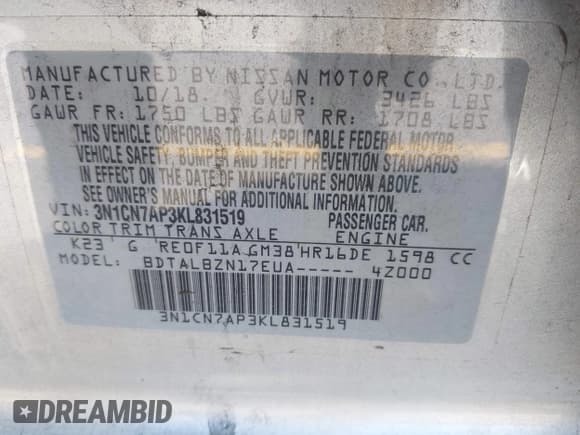 MANUFACTURED BY NISSAN MOTOR CO., LTD.
DATE: 10/18 GVWR: 3426 LBS
GAWR FR: 1750 LBS GAWR RR: 1708 LBS
THIS VEHICLE CONFORMS TO ALL APPLICABLE FEDERAL MOTOR
VEHICLE SAFETY, BUMPER AND THEFT PREVENTION STANDARDS
IN EFFECT ON THE DATE OF MANUFACTURE SHOWN ABOVE.
SEE OWNER'S MANUAL FOR ADDITIONAL INFORMATION.
VIN: 3N1CN7AP3KL831519 PASSENGER CAR.
COLOR TRIM TRANS AXLE ENGINE
K23 G RE0F11A GM38 HR16DE 1598 CC
MODEL: BDTALBZN17EUA----- 4Z000
3N1CN7AP3KL831519
DREAMBID